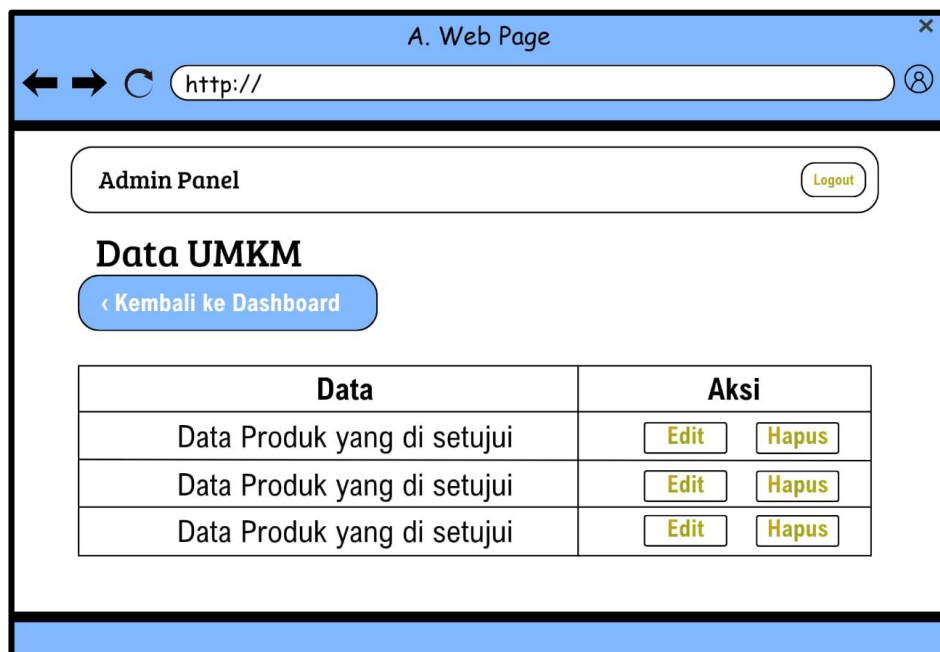 A. Web Page
http://
Admin Panel
Logout
Data UMKM
‹ Kembali ke Dashboard
Data Aksi
Data Produk yang di setujui Edit Hapus
Data Produk yang di setujui Edit Hapus
Data Produk yang di setujui Edit Hapus